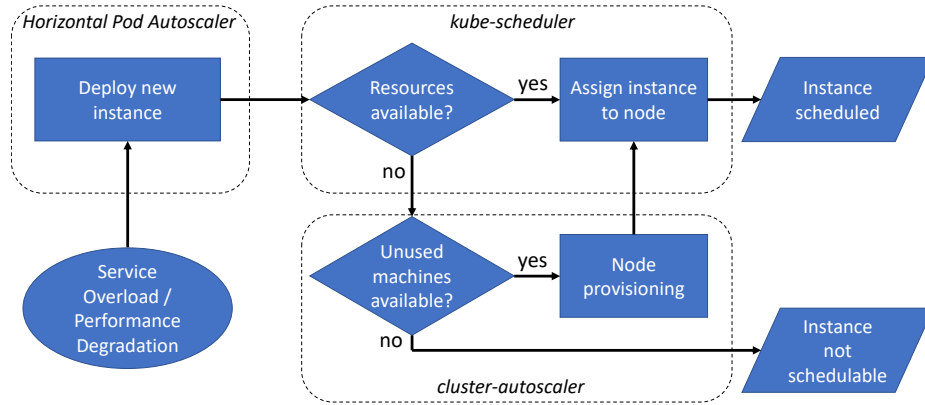 Horizontal Pod Autoscaler
kube-scheduler
Deploy new
instance
Resources
available?
yes
Assign instance
to node
Instance
scheduled
no
Service
Overload /
Performance
Degradation
Unused
machines
available?
yes
Node
provisioning
no
Instance
not
schedulable
cluster-autoscaler